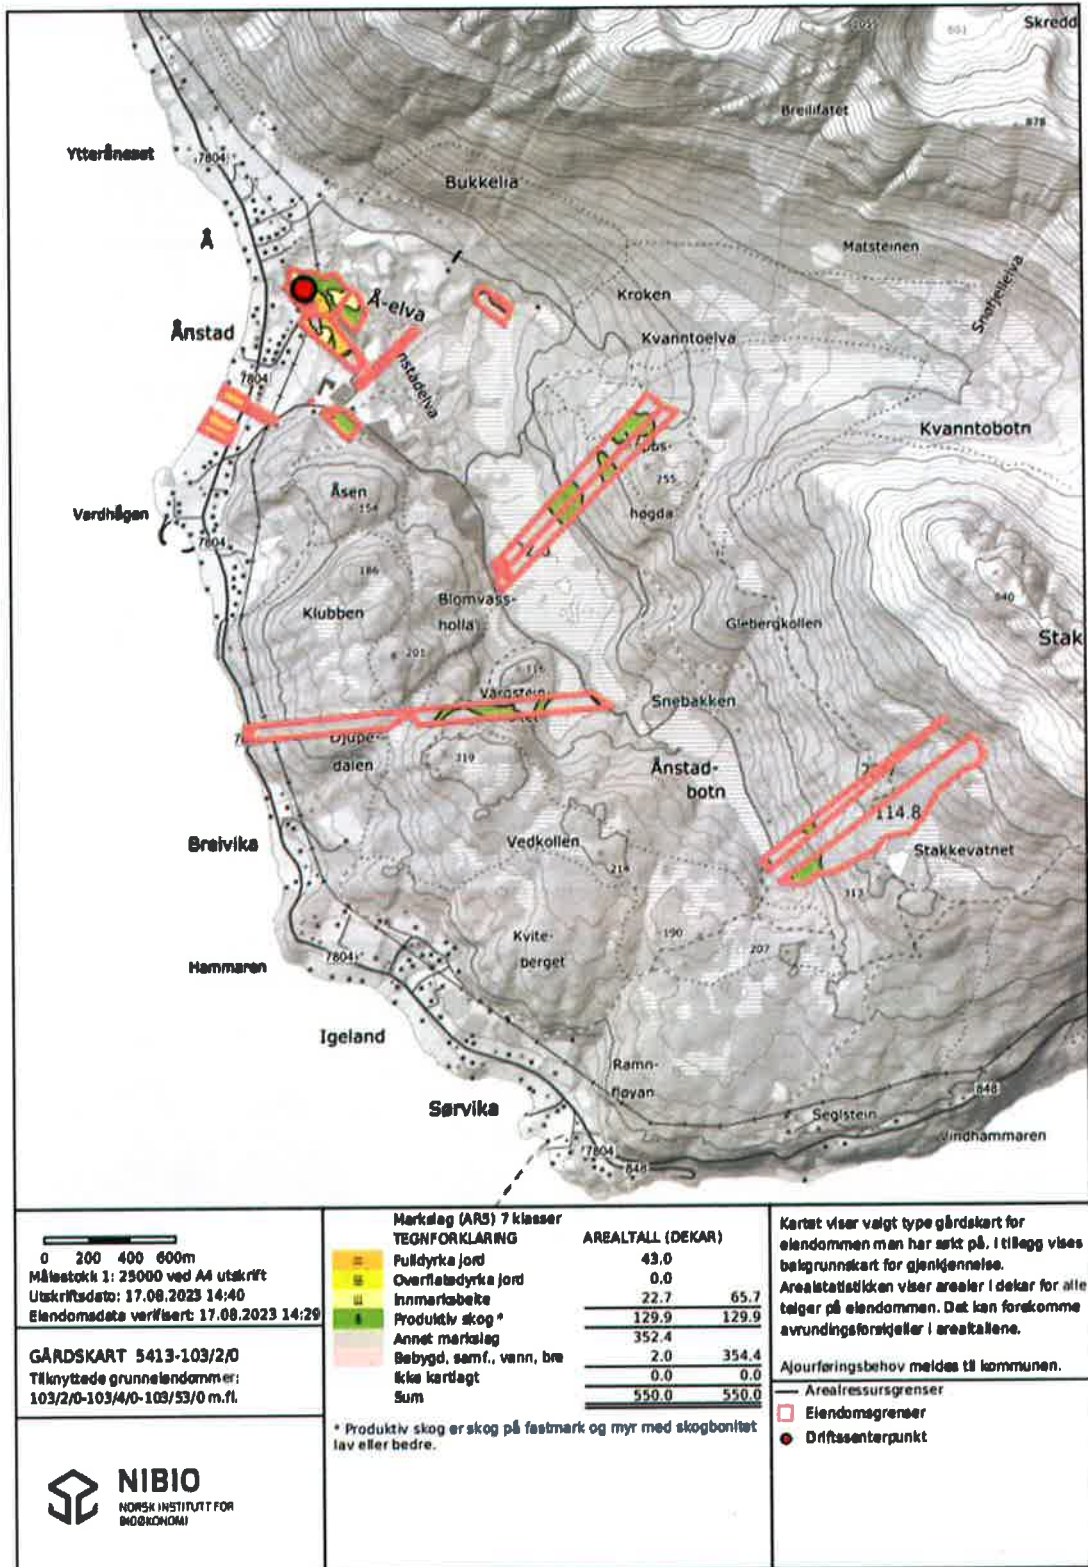 1055
601
Skredd
Breilifatet
878
Ytteråneset
7804
Bukkelia
Å
Matsteinen
Snøfjellelva
Å-elva
Kroken
Ånstad
Kvanntoelva
7804
Kvanntobotn
Åsen
154
255
høgda
Vardhågen
7804
186
Klubben
Blomvass-
holla
201
Glebergkollen
540
Stak
Snebakken
Djupe-
dalen
310
Ånstad-
botn
114.8
Breivika
Vedkollen
214
Stakkevatnet
313
Kvite-
berget
190
207
7804
Hammaren
Igeland
Ramn-
fløyan
Sørvika
848
Seglstein
Vindhammaren
7804
848
0 200 400 600m
Målestokk 1: 25000 ved A4 utskrift
Utskriftsdato: 17.08.2023 14:40
Eiendomsdata verifisert: 17.08.2023 14:29
GÅRDSKART 5413-103/2/0
Tilknyttede grunneiendommer:
103/2/0-103/4/0-103/53/0 m.fl.
NIBIO
NORSK INSTITUTT FOR
BIOØKONOMI
Markslag (AR5) 7 klasser
TEGNFORKLARING AREALTALL (DEKAR)
Fulldyrka jord 43.0
Overflatedyrka jord 0.0
Innmarksbeite 22.7 65.7
Produktiv skog * 129.9 129.9
Annet markslag 352.4
Bebygd, samf., vann, bre 2.0 354.4
Ikke kartlagt 0.0 0.0
Sum 550.0 550.0
* Produktiv skog er skog på fastmark og myr med skogbonitet
lav eller bedre.
Kartet viser valgt type gårdskart for
eiendommen man har søkt på. I tillegg vises
bakgrunnskart for gjenkjennelse.
Arealstatistikken viser arealer i dekar for alle
teiger på eiendommen. Det kan forekomme
avrundingsforskjeller i arealtallene.
Ajourføringsbehov meldes til kommunen.
Arealressursgrenser
Eiendomsgrenser
Driftssenterpunkt